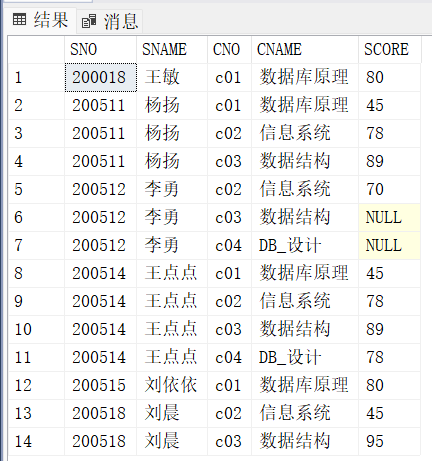 结果 消息
SNO SNAME CNO CNAME SCORE
1 200018 王敏 c01 数据库原理 80
2 200511 杨扬 c01 数据库原理 45
3 200511 杨扬 c02 信息系统 78
4 200511 杨扬 c03 数据结构 89
5 200512 李勇 c02 信息系统 70
6 200512 李勇 c03 数据结构 NULL
7 200512 李勇 c04 DB_设计 NULL
8 200514 王点点 c01 数据库原理 45
9 200514 王点点 c02 信息系统 78
10 200514 王点点 c03 数据结构 89
11 200514 王点点 c04 DB_设计 78
12 200515 刘依依 c01 数据库原理 80
13 200518 刘晨 c02 信息系统 45
14 200518 刘晨 c03 数据结构 95